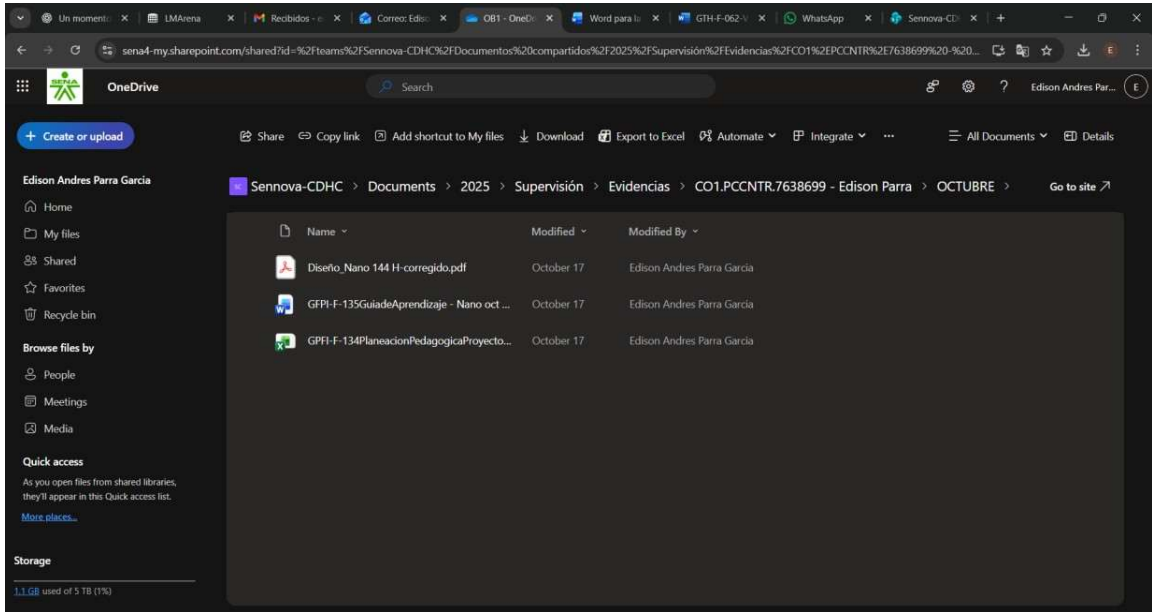 Un momento
LMArena
Recibidos - e
Correo: Ediso
OB1 - OneDr
Word para la
GTH-F-062-V
WhatsApp
Sennova-CD
sena4-my.sharepoint.com/shared?id=%2Fteams%2FSennova-CDHC%2FDocumentos%20compartidos%2F2025%2FSupervisión%2FEvidencias%2FCO1%2EPCCNTR%2E7638699%20-%20...
E
SENA
OneDrive
Search
Edison Andres Par...
E
+ Create or upload
Share
Copy link
Add shortcut to My files
Download
Export to Excel
Automate
Integrate
...
All Documents
Details
Edison Andres Parra Garcia
Home
My files
Shared
Favorites
Recycle bin
Browse files by
People
Meetings
Media
Quick access
As you open files from shared libraries,
they'll appear in this Quick access list.
More places...
Storage
1.1 GB used of 5 TB (1%)
SC Sennova-CDHC > Documents > 2025 > Supervisión > Evidencias > CO1.PCCNTR.7638699 - Edison Parra > OCTUBRE >
Go to site
Name
Modified
Modified By
Diseño_Nano 144 H-corregido.pdf October 17 Edison Andres Parra Garcia
GFPI-F-135GuiadeAprendizaje - Nano oct ... October 17 Edison Andres Parra Garcia
GPFI-F-134PlaneacionPedagogicaProyecto... October 17 Edison Andres Parra Garcia